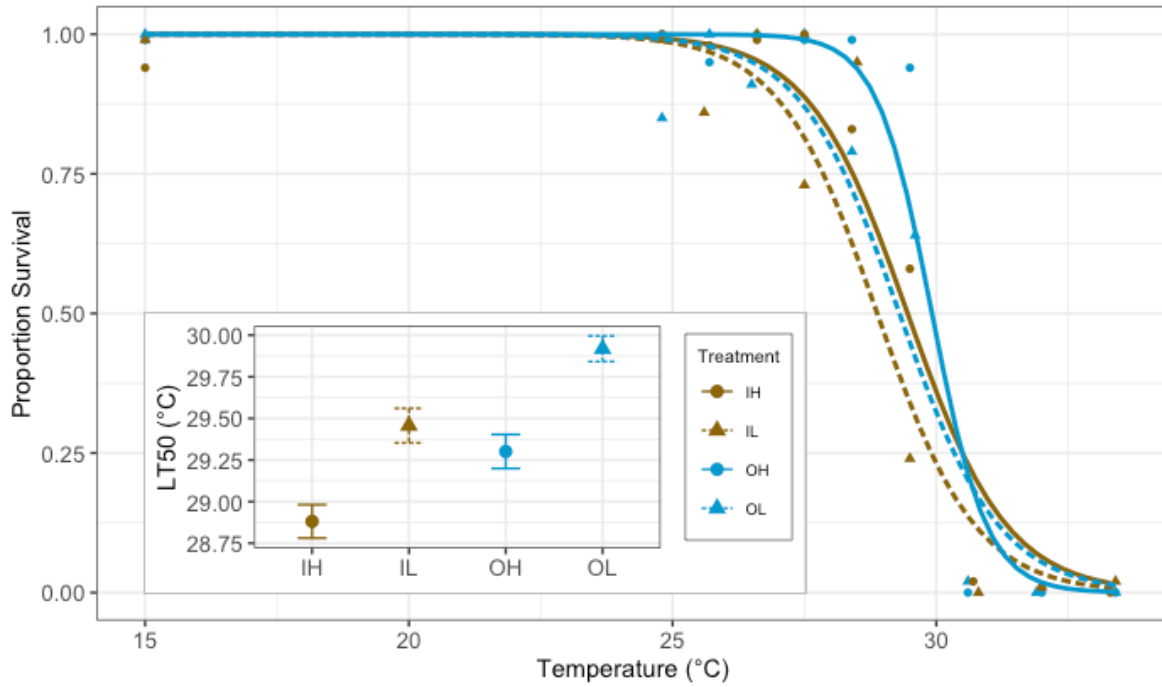 1.00
0.75
0.50
0.25
0.00
Proportion Survival
15
20
25
30
Temperature (°C)
30.00
29.75
29.50
29.25
29.00
28.75
LT50 (°C)
IH
IL
OH
OL
Treatment
IH
IL
OH
OL